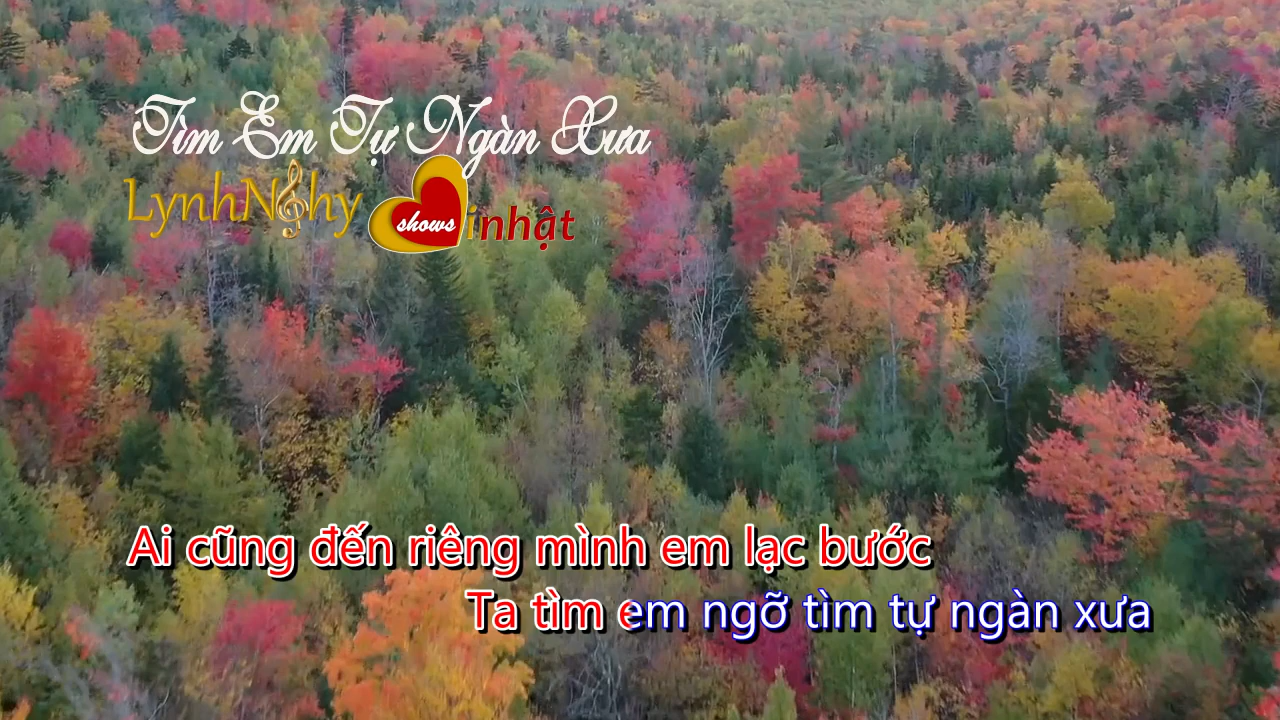 Tìm Em Tự Ngàn Xưa
LynhNghy shows inhật
Ai cũng đến riêng mình em lạc bước
Ta tìm em ngỡ tìm tự ngàn xưa